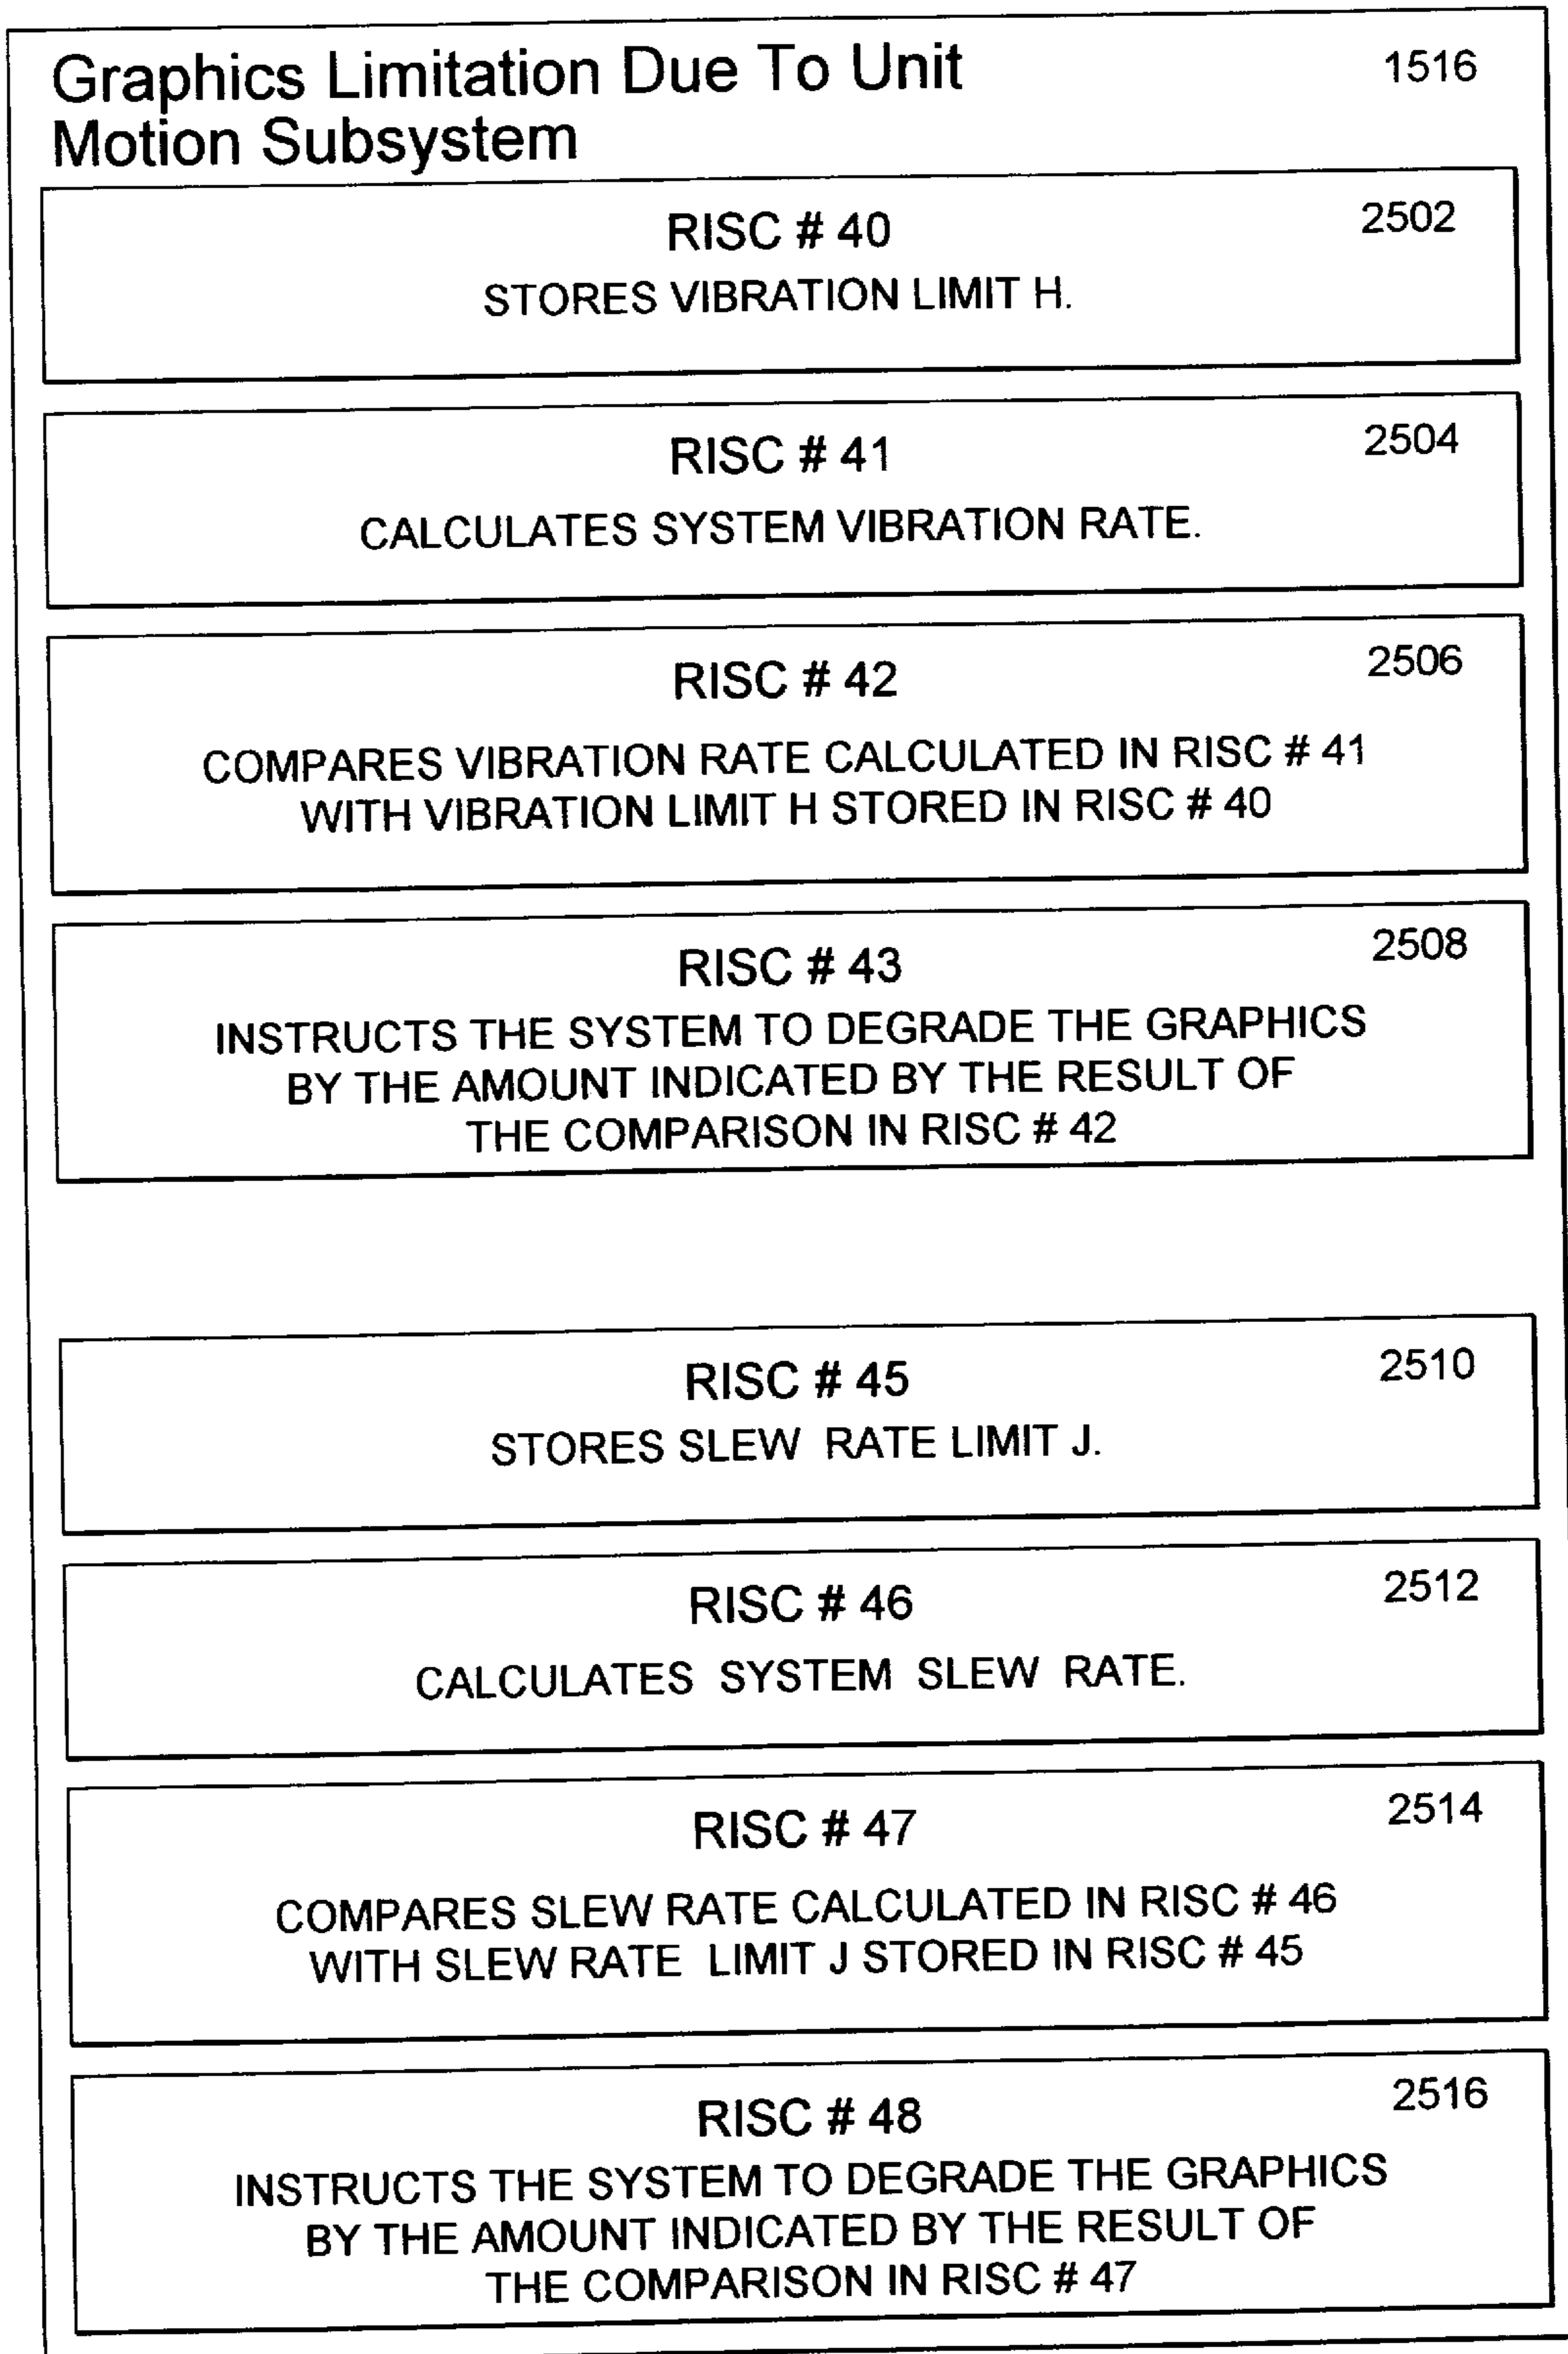 Graphics Limitation Due To Unit 1516
Motion Subsystem
RISC # 40 2502
STORES VIBRATION LIMIT H.
RISC # 41 2504
CALCULATES SYSTEM VIBRATION RATE.
RISC # 42 2506
COMPARES VIBRATION RATE CALCULATED IN RISC # 41
WITH VIBRATION LIMIT H STORED IN RISC # 40
RISC # 43 2508
INSTRUCTS THE SYSTEM TO DEGRADE THE GRAPHICS
BY THE AMOUNT INDICATED BY THE RESULT OF
THE COMPARISON IN RISC # 42
RISC # 45 2510
STORES SLEW RATE LIMIT J.
RISC # 46 2512
CALCULATES SYSTEM SLEW RATE.
RISC # 47 2514
COMPARES SLEW RATE CALCULATED IN RISC # 46
WITH SLEW RATE LIMIT J STORED IN RISC # 45
RISC # 48 2516
INSTRUCTS THE SYSTEM TO DEGRADE THE GRAPHICS
BY THE AMOUNT INDICATED BY THE RESULT OF
THE COMPARISON IN RISC # 47